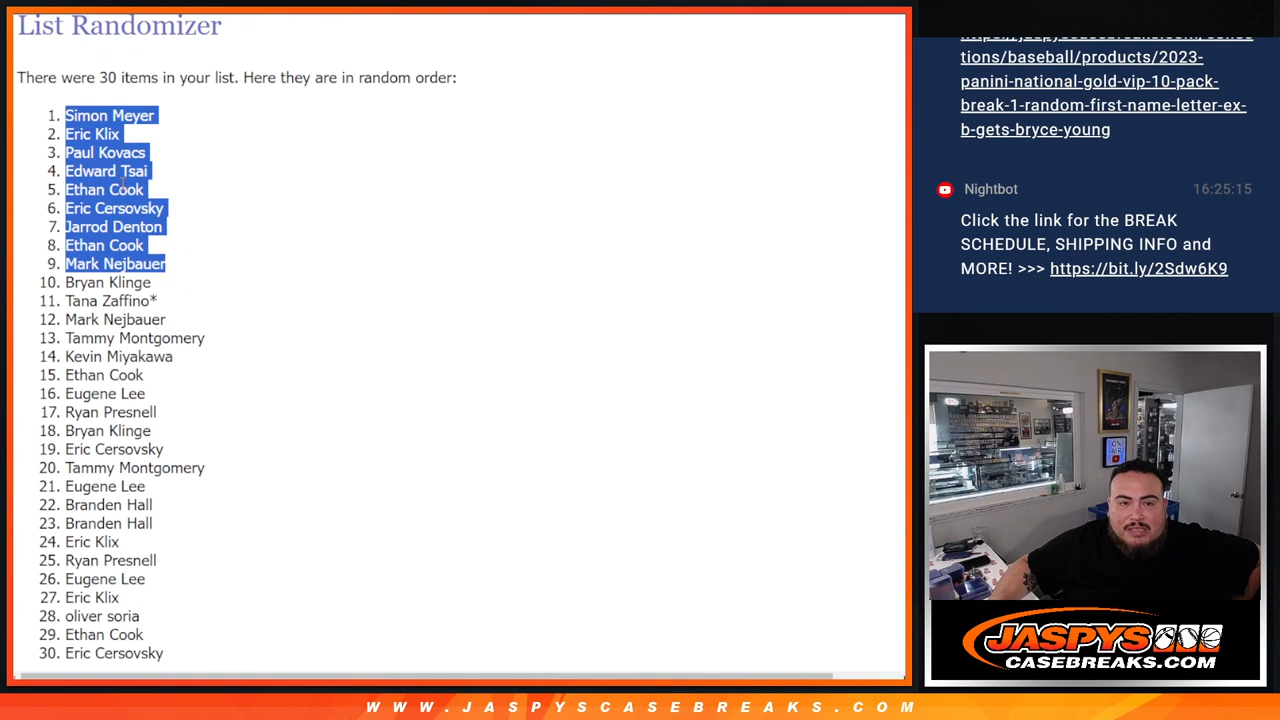 List Randomizer
There were 30 items in your list. Here they are in random order:
1. Simon Meyer
2. Eric Klix
3. Paul Kovacs
4. Edward Tsai
5. Ethan Cook
6. Eric Cersovsky
7. Jarrod Denton
8. Ethan Cook
9. Mark Nejbauer
10. Bryan Klinge
11. Tana Zaffino*
12. Mark Nejbauer
13. Tammy Montgomery
14. Kevin Miyakawa
15. Ethan Cook
16. Eugene Lee
17. Ryan Presnell
18. Bryan Klinge
19. Eric Cersovsky
20. Tammy Montgomery
21. Eugene Lee
22. Branden Hall
23. Branden Hall
24. Eric Klix
25. Ryan Presnell
26. Eugene Lee
27. Eric Klix
28. oliver soria
29. Ethan Cook
30. Eric Cersovsky
tions/baseball/products/2023-
panini-national-gold-vip-10-pack-
break-1-random-first-name-letter-ex-
b-gets-bryce-young
Nightbot 16:25:15
Click the link for the BREAK
SCHEDULE, SHIPPING INFO and
MORE! >>> https://bit.ly/2Sdw6K9
JASPYS
CASEBREAKS.COM
WWW.JASPYSCASEBREAKS.COM